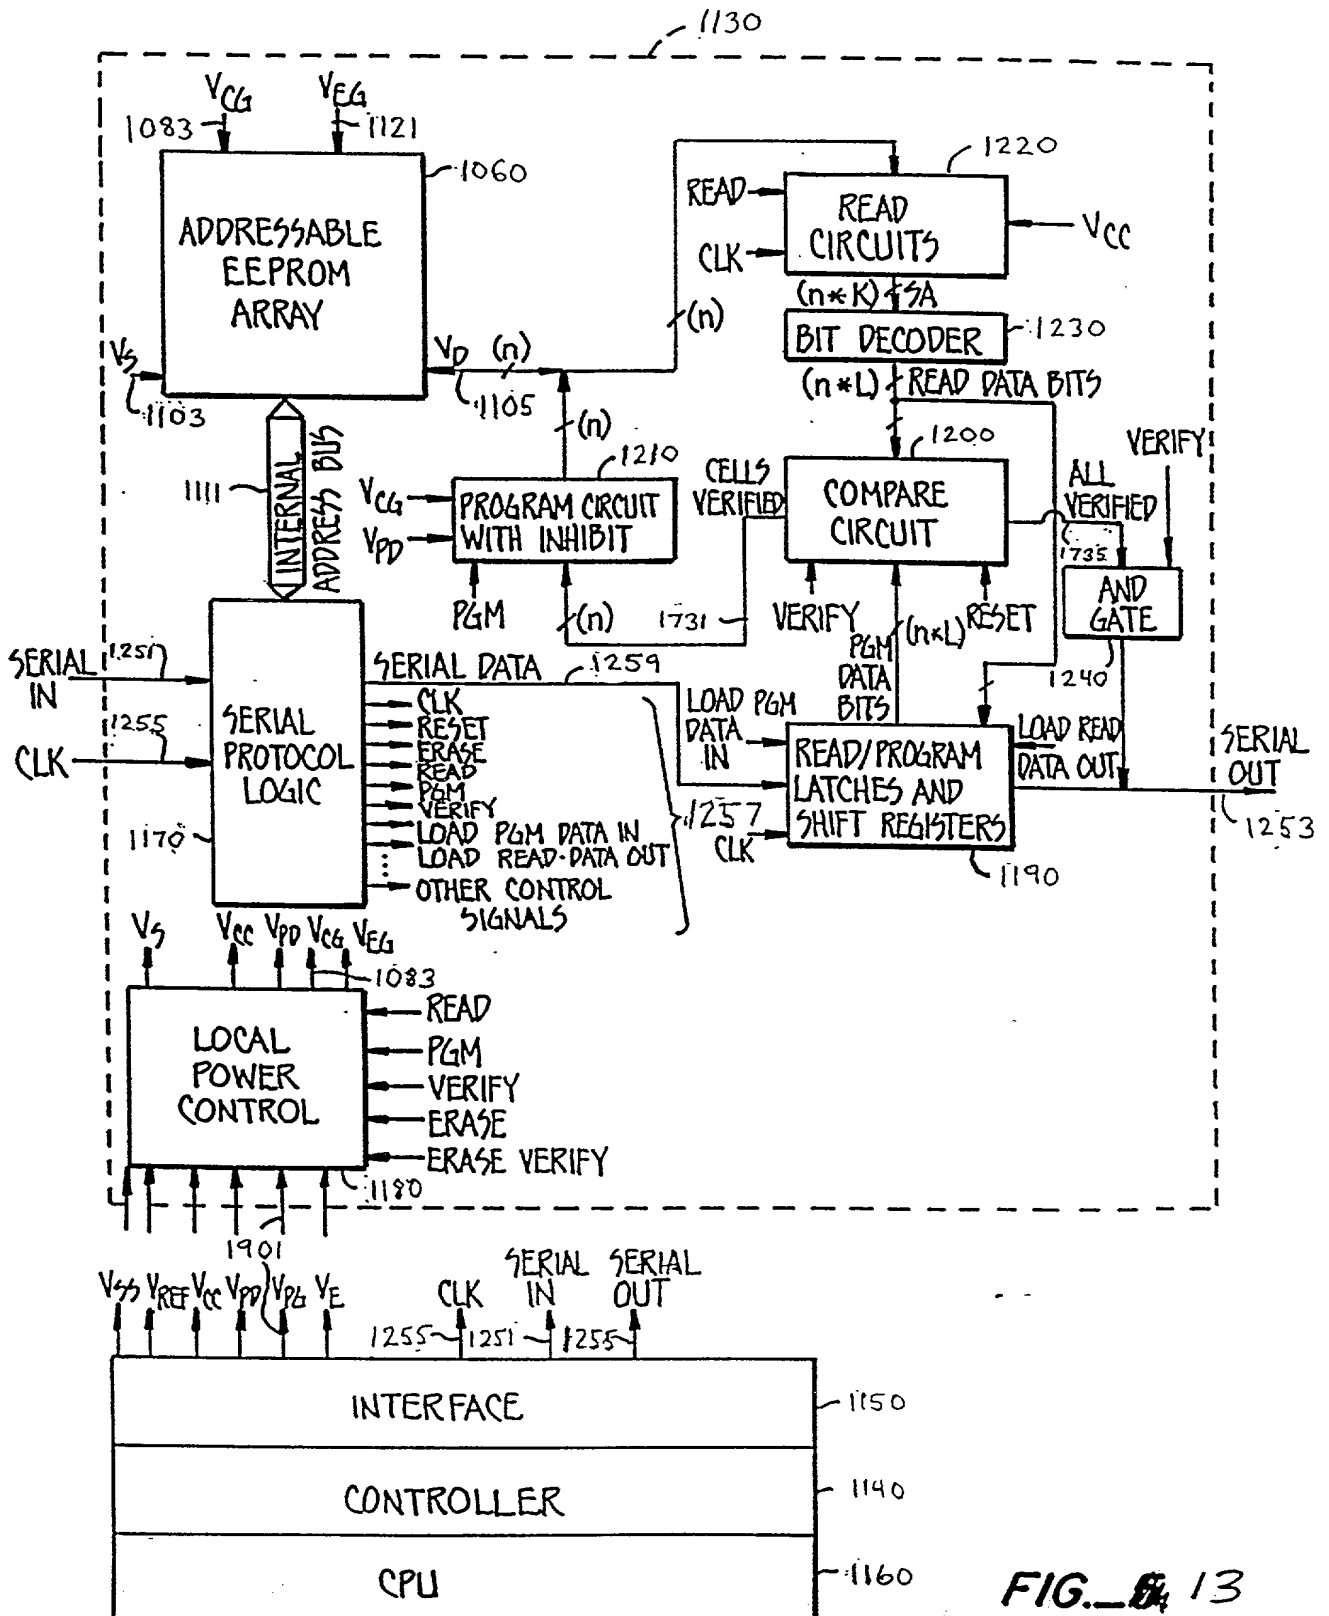 1130
VCG
VEG
1083
1121
1060
ADDRESSABLE
EEPROM
ARRAY
VS
1103
VD
(n)
1105
(n)
1220
READ
CLK
READ
CIRCUITS
VCC
(n*K)
SA
BIT DECODER
1230
(n*L)
READ DATA BITS
1111
INTERNAL
ADDRESS BUS
(n)
1210
VCG
VPD
PROGRAM CIRCUIT
WITH INHIBIT
PGM
(n)
CELLS
VERIFIED
1731
1200
COMPARE
CIRCUIT
VERIFY
RESET
ALL
VERIFIED
VERIFY
1735
AND
GATE
1240
PGM
DATA
BITS
(n*L)
SERIAL
IN
1251
CLK
1255
SERIAL
PROTOCOL
LOGIC
1170
SERIAL DATA
1259
CLK
RESET
ERASE
READ
PGM
VERIFY
LOAD PGM DATA IN
LOAD READ-DATA OUT
OTHER CONTROL
SIGNALS
1257
LOAD PGM
DATA
IN
CLK
READ/PROGRAM
LATCHES AND
SHIFT REGISTERS
1190
LOAD READ
DATA OUT
SERIAL
OUT
1253
VS
VCC
VPD
VCG
VEG
1083
LOCAL
POWER
CONTROL
READ
PGM
VERIFY
ERASE
ERASE VERIFY
1180
1901
VSS
VREF
VCC
VPD
VPG
VE
CLK
SERIAL
IN
SERIAL
OUT
1255
1251
1255
INTERFACE
1150
CONTROLLER
1140
CPU
1160
FIG. 13